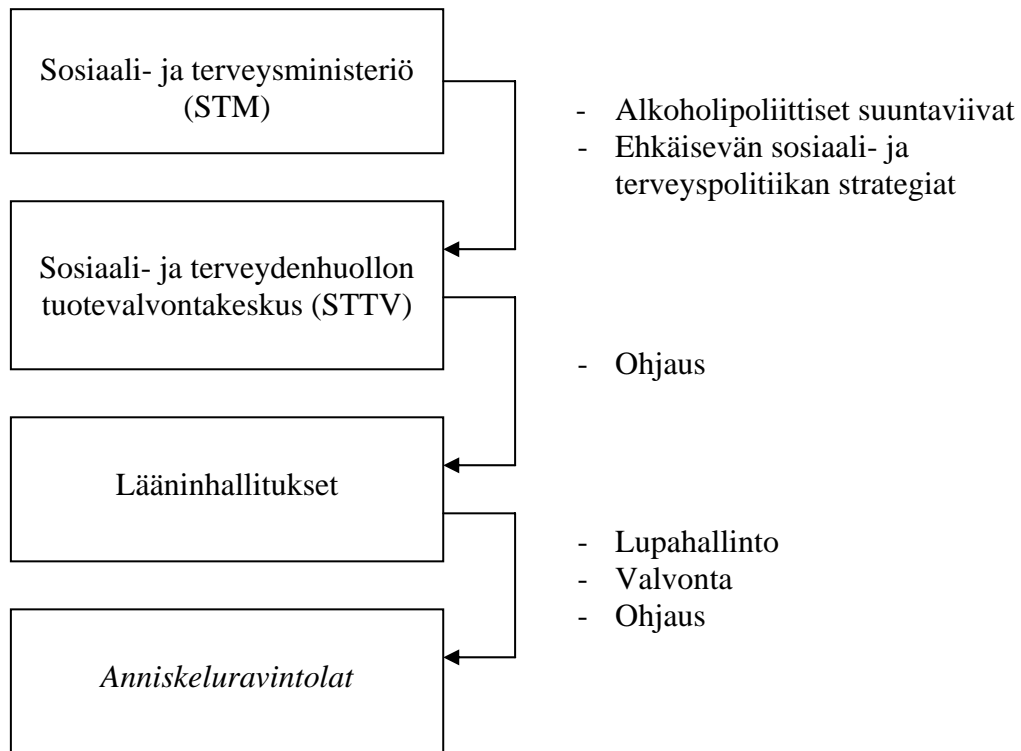 Sosiaali- ja terveysministeriö
(STM)
- Alkoholipoliittiset suuntaviivat
- Ehkäisevän sosiaali- ja
terveyspolitiikan strategiat
Sosiaali- ja terveydenhuollon
tuotevalvontakeskus (STTV)
- Ohjaus
Lääninhallitukset
- Lupahallinto
- Valvonta
- Ohjaus
Anniskeluravintolat